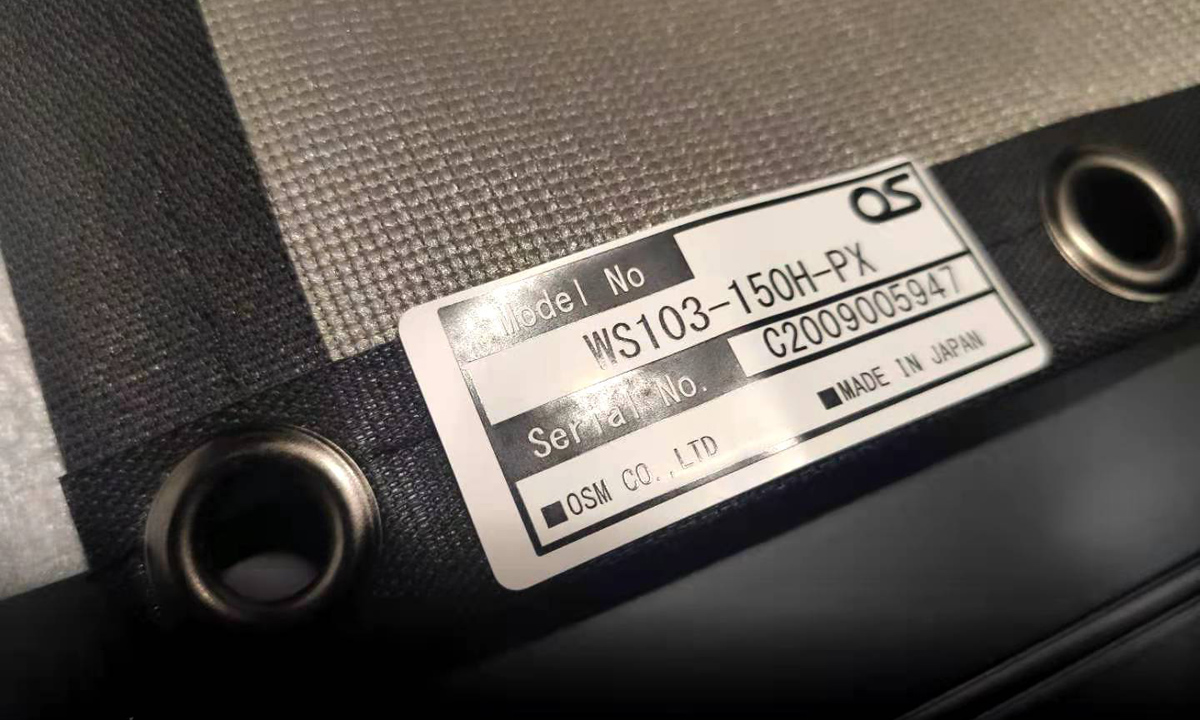 OS
Model No
WS103-150H-PX
Serial No.
C2009005947
■OSM CO.,LTD
■MADE IN JAPAN